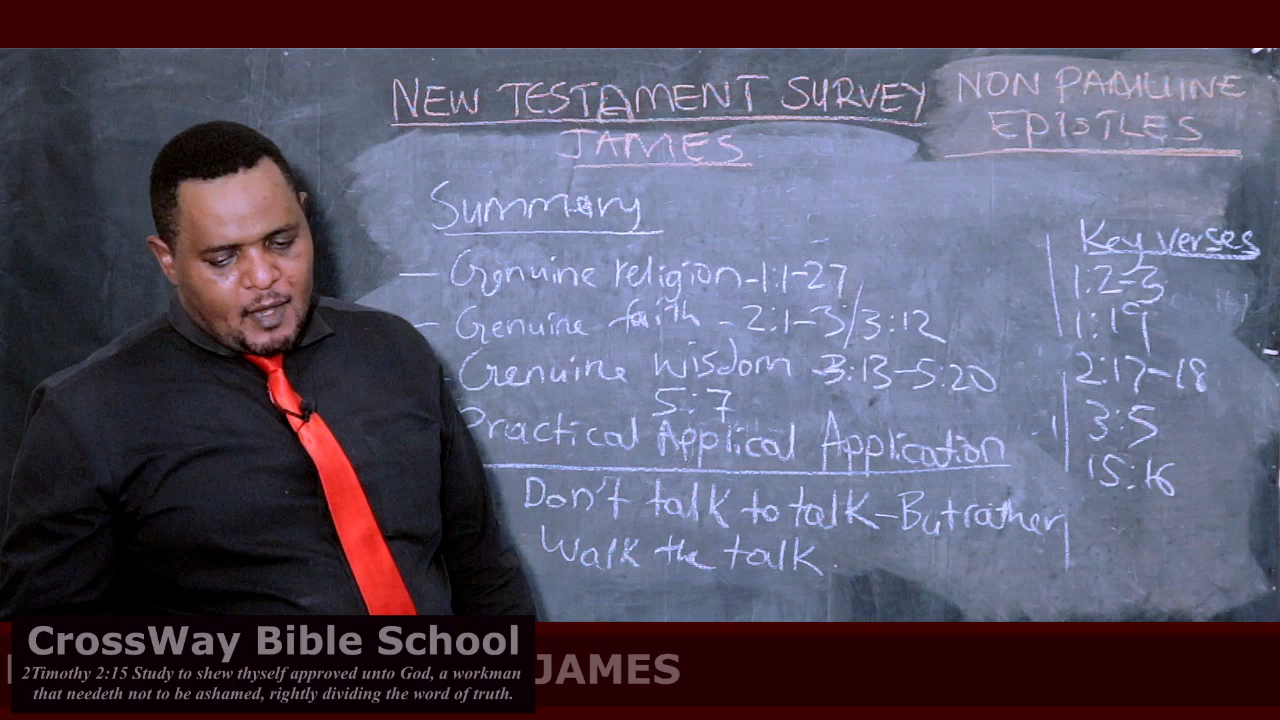 NEW TESTAMENT SURVEY
JAMES
NON PAULINE
EPISTLES
Summary
— Genuine religion - 1:1-27
- Genuine faith - 2:1-3/3:12
Genuine wisdom 3:13-5:20
5:7
Practical Applical Application
Don't talk to talk - But rather
Walk the talk.
Key verses
1:2-3
1:19
2:17-18
3:5
15:16
CrossWay Bible School
2Timothy 2:15 Study to shew thyself approved unto God, a workman
that needeth not to be ashamed, rightly dividing the word of truth.
JAMES